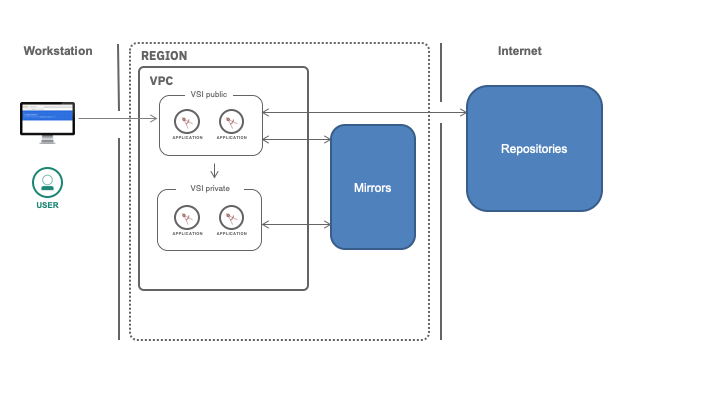 Workstation
REGION
Internet
VPC
VSI public
APPLICATION
APPLICATION
Repositories
Mirrors
VSI private
USER
APPLICATION
APPLICATION